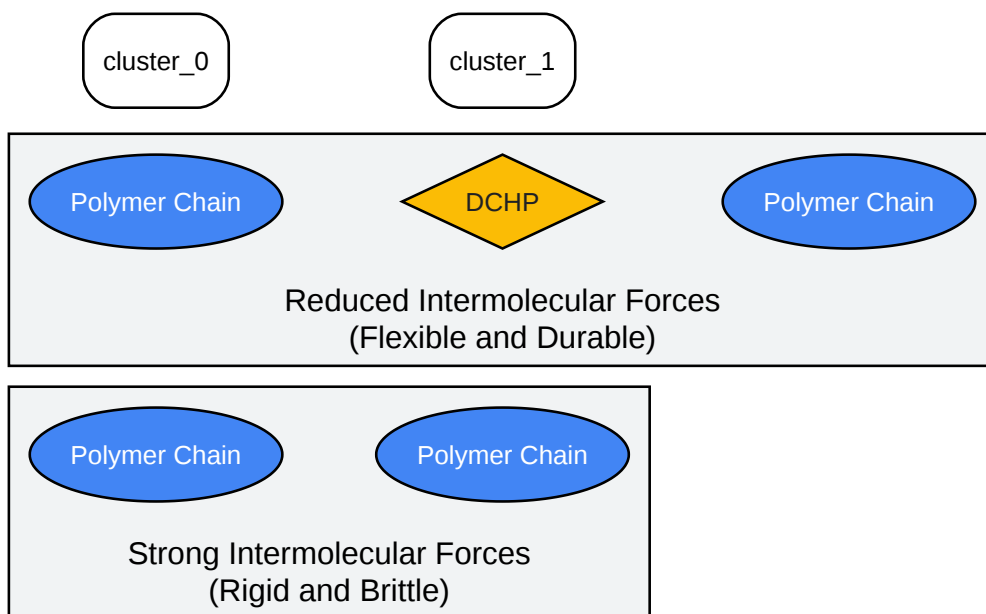 cluster_0
cluster_1
Polymer Chain
DCHP
Polymer Chain
Reduced Intermolecular Forces
(Flexible and Durable)
Polymer Chain
Polymer Chain
Strong Intermolecular Forces
(Rigid and Brittle)